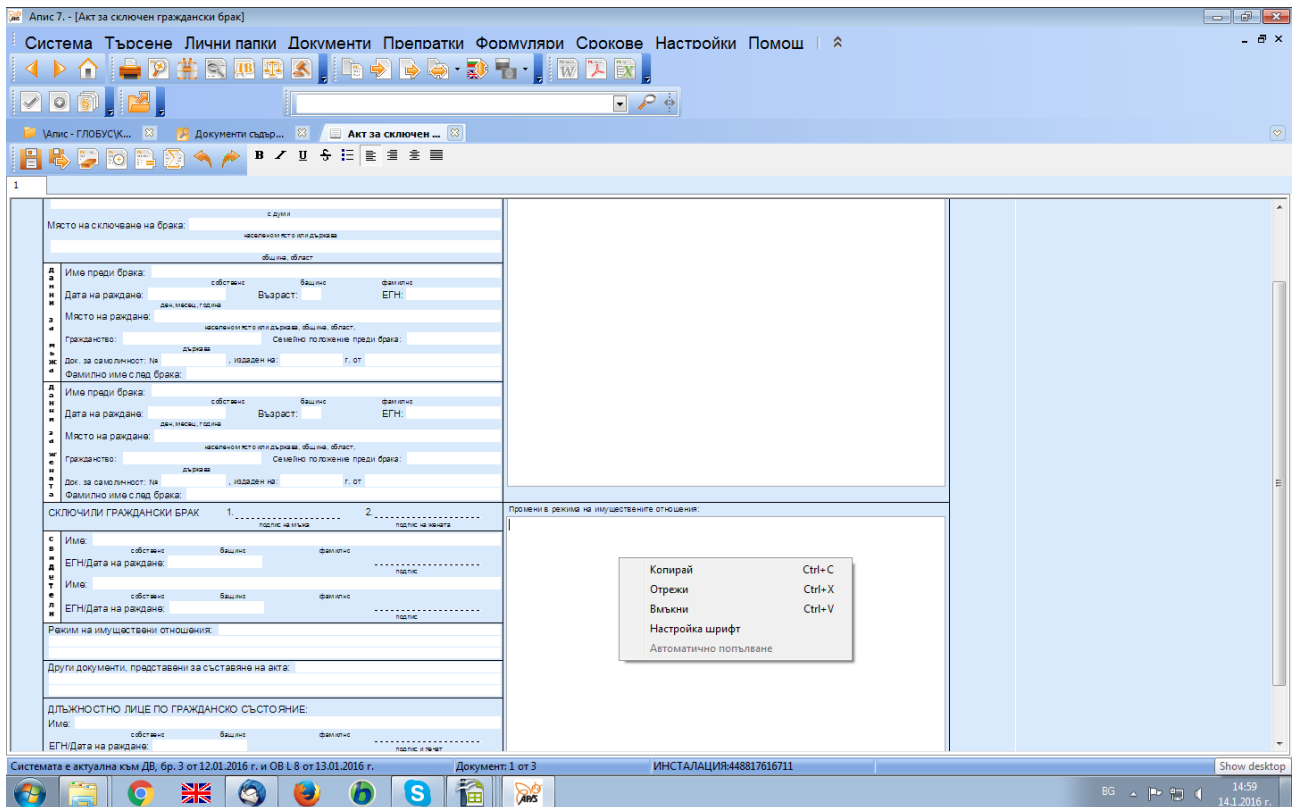 Апис 7. - [Акт за сключен граждански брак]
Система Търсене Лични папки Документи Препратки Формуляри Срокове Настройки Помощ
\Апис - ГЛОБУС\К... Документи съдър... Акт за сключен ...
B I U S
1
с думи
Място на сключване на брака:
населено място или държава
община, област
Данни за мъжа
Име преди брака:
собствено бащино фамилно
Дата на раждане: Възраст: ЕГН:
ден, месец, година
Място на раждане:
населено място или държава, община, област,
Гражданство: Семейно положение преди брака:
държава
Док. за самоличност: № , издаден на: г. от
Фамилно име след брака:
Данни за жената
Име преди брака:
собствено бащино фамилно
Дата на раждане: Възраст: ЕГН:
ден, месец, година
Място на раждане:
населено място или държава, община, област,
Гражданство: Семейно положение преди брака:
държава
Док. за самоличност: № , издаден на: г. от
Фамилно име след брака:
СКЛЮЧИЛИ ГРАЖДАНСКИ БРАК 1. 2.
подпис на мъжа подпис на жената
свидетели
Име:
собствено бащино фамилно
ЕГН/Дата на раждане:
подпис
Име:
собствено бащино фамилно
ЕГН/Дата на раждане:
подпис
Режим на имуществени отношения:
Други документи, представени за съставяне на акта:
ДЛЪЖНОСТНО ЛИЦЕ ПО ГРАЖДАНСКО СЪСТОЯНИЕ:
Име:
собствено бащино фамилно
ЕГН/Дата на раждане:
подпис и печат
Промени в режима на имуществените отношения:
Копирай Ctrl+C
Отрежи Ctrl+X
Вмъкни Ctrl+V
Настройка шрифт
Автоматично попълване
Системата е актуална към ДВ, бр. 3 от 12.01.2016 г. и ОВ L 8 от 13.01.2016 г. Документ: 1 от 3 ИНСТАЛАЦИЯ:448817616711 Show desktop
АПИС
BG 14:59
14.1.2016 г.